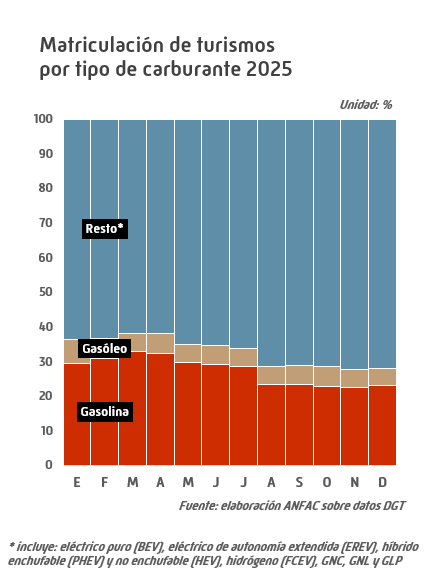 Matriculación de turismos
por tipo de carburante 2025
Unidad: %
100
90
80
70
60
50
40
30
20
10
0
Resto*
Gasóleo
Gasolina
E F M A M J J A S O N D
Fuente: elaboración ANFAC sobre datos DGT
* incluye: eléctrico puro (BEV), eléctrico de autonomía extendida (EREV), híbrido
enchufable (PHEV) y no enchufable (HEV), hidrógeno (FCEV), GNC, GNL y GLP